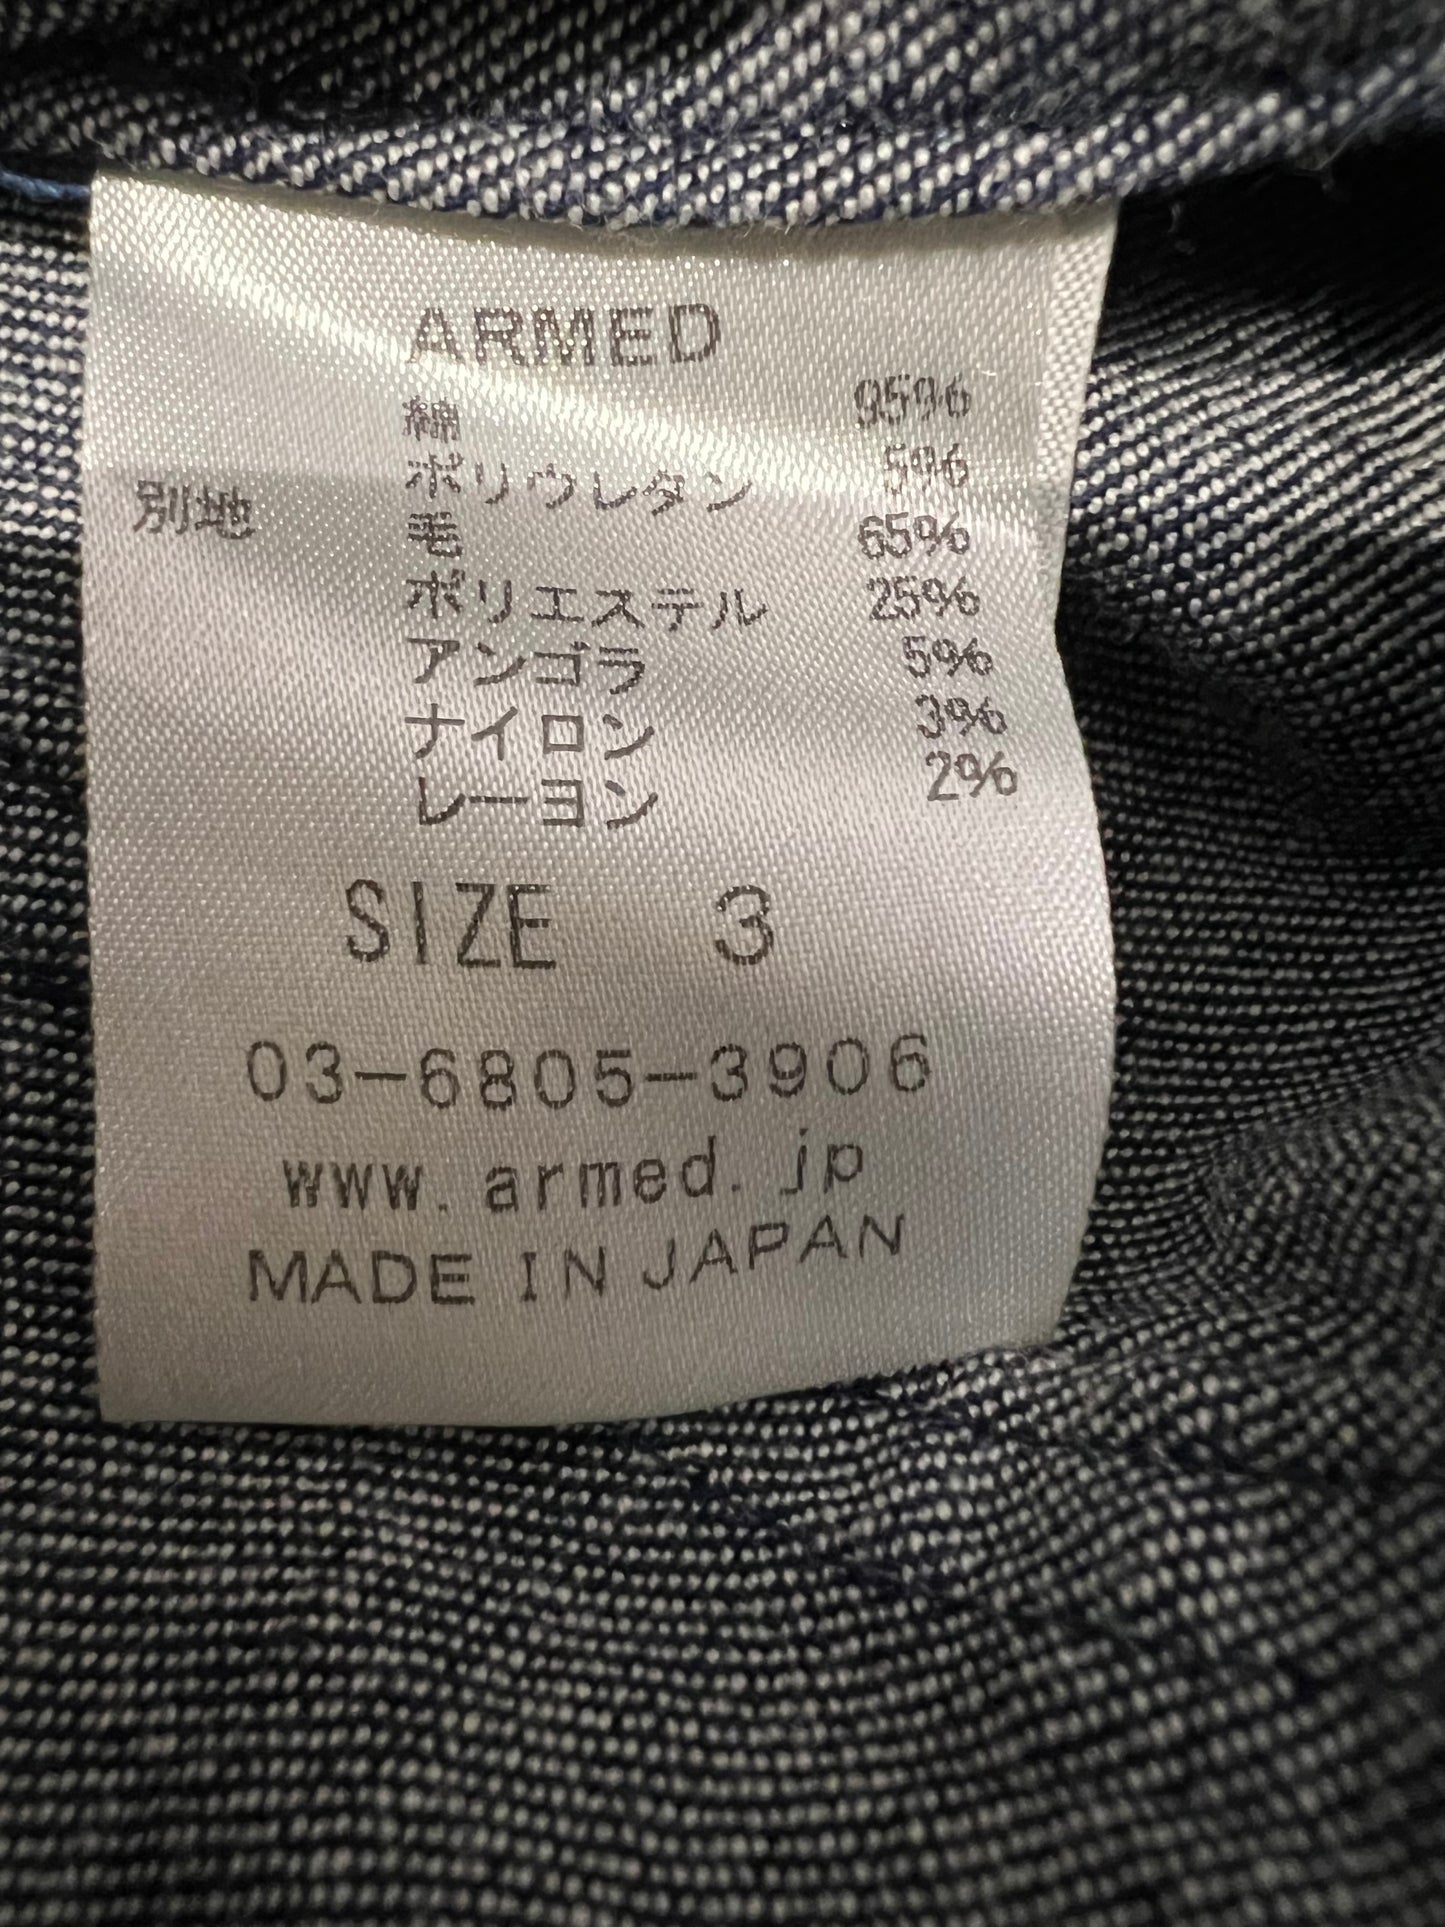 ARMED
綿 95%
ポリウレタン 5%
別地 毛 65%
ポリエステル 25%
アンゴラ 5%
ナイロン 3%
レーヨン 2%
SIZE 3
03-6805-3906
www.armed.jp
MADE IN JAPAN